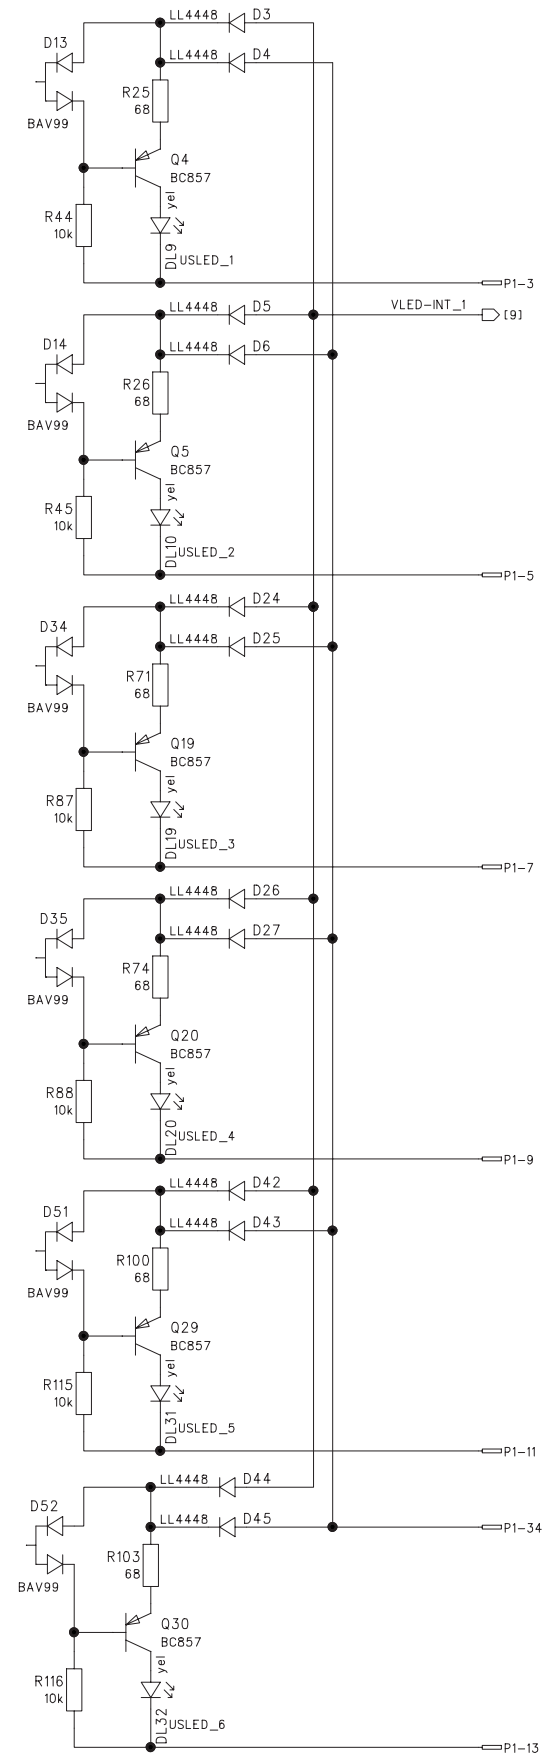 LL4448 D3
D13
LL4448 D4
R25
68
BAV99
Q4
BC857
yel
R44
10k
DL9
USLED_1
P1-3
VLED-INT_1
LL4448 D5
[9]
D14
LL4448 D6
R26
68
BAV99
Q5
BC857
yel
R45
10k
DL10
USLED_2
P1-5
LL4448 D24
D34
LL4448 D25
R71
68
BAV99
Q19
BC857
yel
R87
10k
DL19
USLED_3
P1-7
LL4448 D26
D35
LL4448 D27
R74
68
BAV99
Q20
BC857
yel
R88
10k
DL20
USLED_4
P1-9
LL4448 D42
D51
LL4448 D43
R100
68
BAV99
Q29
BC857
yel
R115
10k
DL31
USLED_5
P1-11
LL4448 D44
D52
LL4448 D45
P1-34
R103
68
BAV99
Q30
BC857
yel
R116
10k
DL32
USLED_6
P1-13